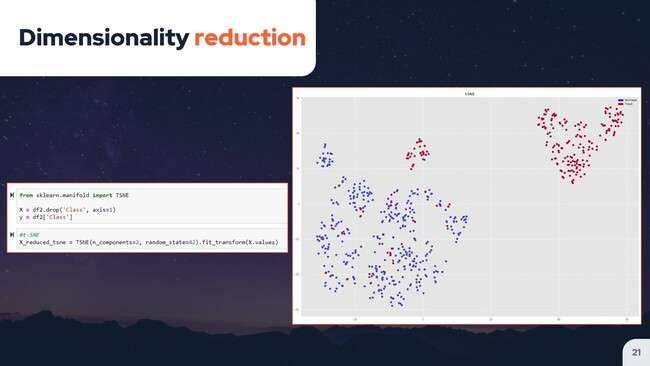 Dimensionality reduction
from sklearn.manifold import TSNE
X = df2.drop('Class', axis=1)
y = df2['Class']
#t-SNE
X_reduced_tsne = TSNE(n_components=2, random_state=42).fit_transform(X.values)
t-SNE
21